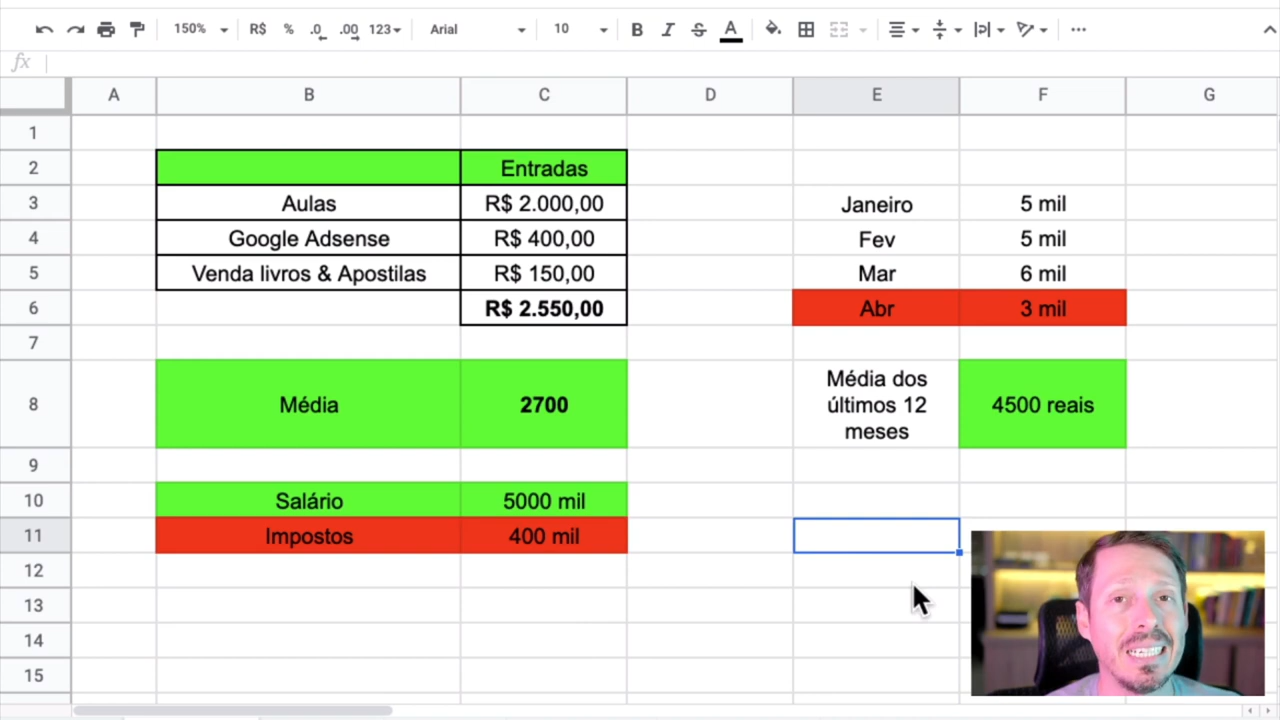 150% R$ % .0 .00 123 Arial 10 B I S A
fx
A B C D E F G
1
2 Entradas
3 Aulas R$ 2.000,00 Janeiro 5 mil
4 Google Adsense R$ 400,00 Fev 5 mil
5 Venda livros & Apostilas R$ 150,00 Mar 6 mil
6 R$ 2.550,00 Abr 3 mil
7
8 Média 2700 Média dos
últimos 12 4500 reais
meses
9
10 Salário 5000 mil
11 Impostos 400 mil
12
13
14
15